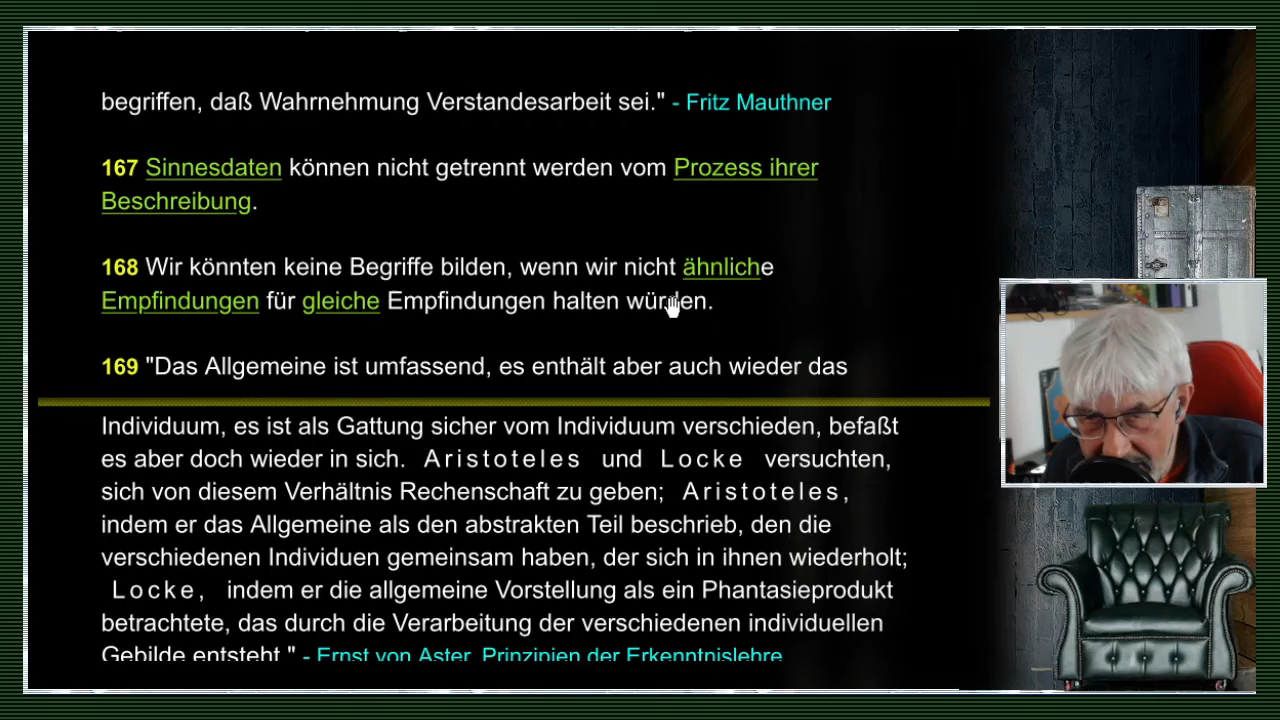 begriffen, daß Wahrnehmung Verstandesarbeit sei." - Fritz Mauthner
167 Sinnesdaten können nicht getrennt werden vom Prozess ihrer
Beschreibung.
168 Wir könnten keine Begriffe bilden, wenn wir nicht ähnliche
Empfindungen für gleiche Empfindungen halten würden.
169 "Das Allgemeine ist umfassend, es enthält aber auch wieder das
Individuum, es ist als Gattung sicher vom Individuum verschieden, befaßt
es aber doch wieder in sich. Aristoteles und Locke versuchten,
sich von diesem Verhältnis Rechenschaft zu geben; Aristoteles,
indem er das Allgemeine als den abstrakten Teil beschrieb, den die
verschiedenen Individuen gemeinsam haben, der sich in ihnen wiederholt;
Locke, indem er die allgemeine Vorstellung als ein Phantasieprodukt
betrachtete, das durch die Verarbeitung der verschiedenen individuellen
Gebilde entsteht." - Ernst von Aster, Prinzipien der Erkenntnislehre